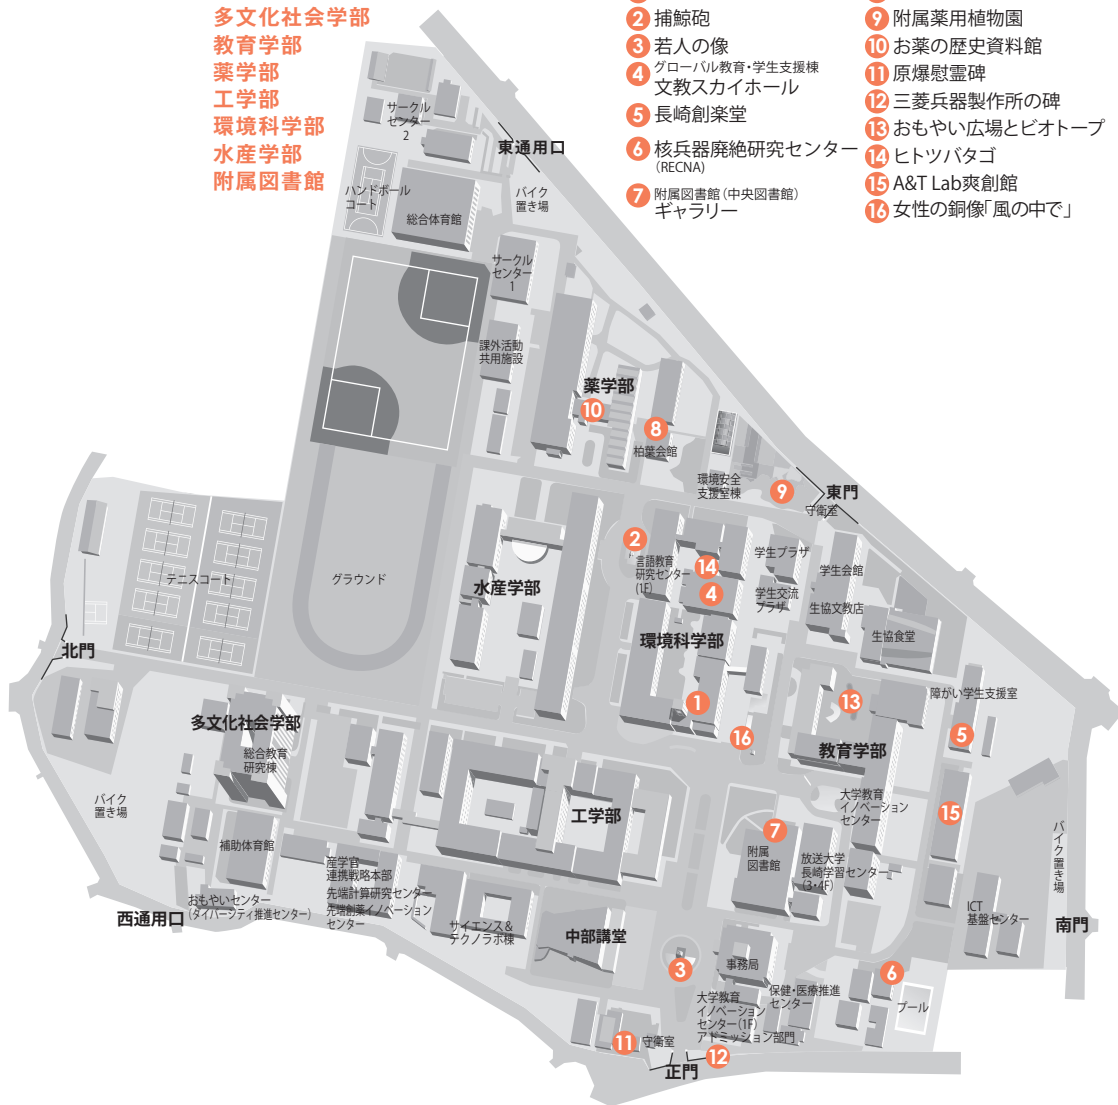 多文化社会学部
教育学部
薬学部
工学部
環境科学部
水産学部
附属図書館
2 捕鯨砲
3 若人の像
4 グローバル教育・学生支援棟
文教スカイホール
5 長崎創楽堂
6 核兵器廃絶研究センター
(RECNA)
7 附属図書館(中央図書館)
ギャラリー
9 附属薬用植物園
10 お薬の歴史資料館
11 原爆慰霊碑
12 三菱兵器製作所の碑
13 おもやい広場とビオトープ
14 ヒトツバタゴ
15 A&T Lab爽創館
16 女性の銅像「風の中で」
サークル
センター
2
東通用口
ハンドボール
コート
バイク
置き場
総合体育館
サークル
センター
1
課外活動
共用施設
薬学部
10
8
柏葉会館
環境安全
支援室棟
9
東門
守衛室
2
言語教育
研究センター
(1F)
14
4
学生プラザ
学生交流
プラザ
学生会館
生協文教店
生協食堂
テニスコート
グラウンド
水産学部
環境科学部
北門
1
16
13
障がい学生支援室
5
教育学部
多文化社会学部
総合教育
研究棟
バイク
置き場
工学部
大学教育
イノベーション
センター
15
バイク置き場
7
附属
図書館
放送大学
長崎学習センター
(3・4F)
補助体育館
産学官
連携戦略本部
先端計算研究センター
先端創薬イノベーション
センター
おもやいセンター
(ダイバーシティ推進センター)
西通用口
サイエンス&
テクノラボ棟
中部講堂
ICT
基盤センター
南門
3
事務局
6
プール
保健・医療推進
センター
大学教育
イノベーション
センター(1F)
アドミッション部門
11
守衛室
12
正門